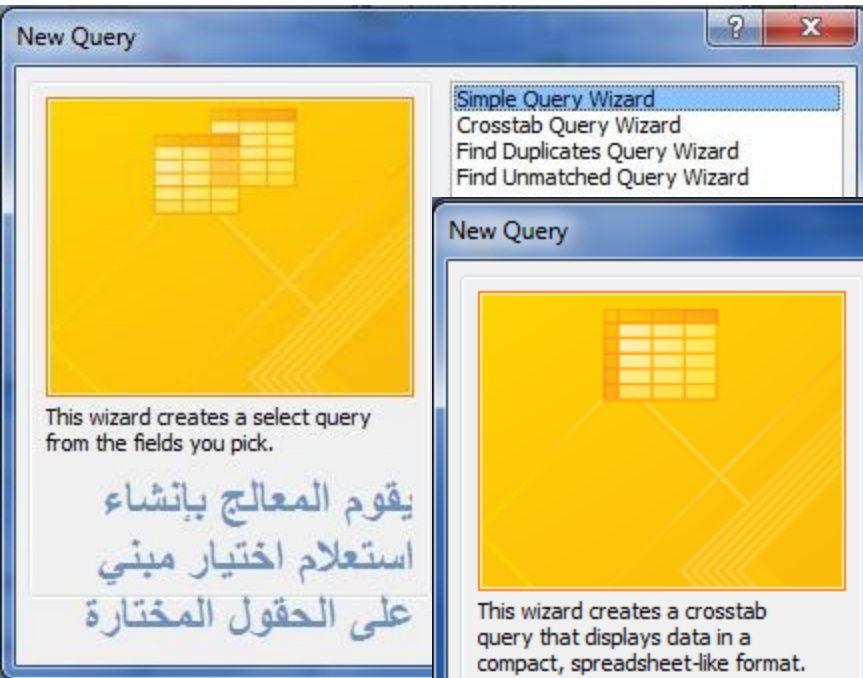 New Query
Simple Query Wizard
Crosstab Query Wizard
Find Duplicates Query Wizard
Find Unmatched Query Wizard
This wizard creates a select query
from the fields you pick.
يقوم المعالج بإنشاء
استعلام اختيار مبني
على الحقول المختارة
New Query
This wizard creates a crosstab
query that displays data in a
compact, spreadsheet-like format.